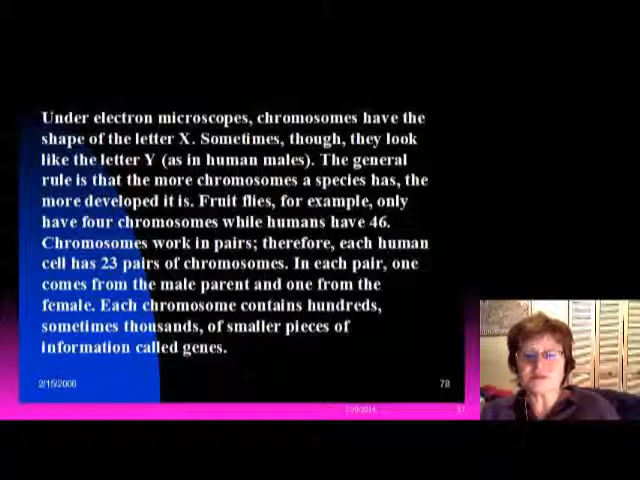 Under electron microscopes, chromosomes have the
shape of the letter X. Sometimes, though, they look
like the letter Y (as in human males). The general
rule is that the more chromosomes a species has, the
more developed it is. Fruit flies, for example, only
have four chromosomes while humans have 46.
Chromosomes work in pairs; therefore, each human
cell has 23 pairs of chromosomes. In each pair, one
comes from the male parent and one from the
female. Each chromosome contains hundreds,
sometimes thousands, of smaller pieces of
information called genes.
2/15/2006 78